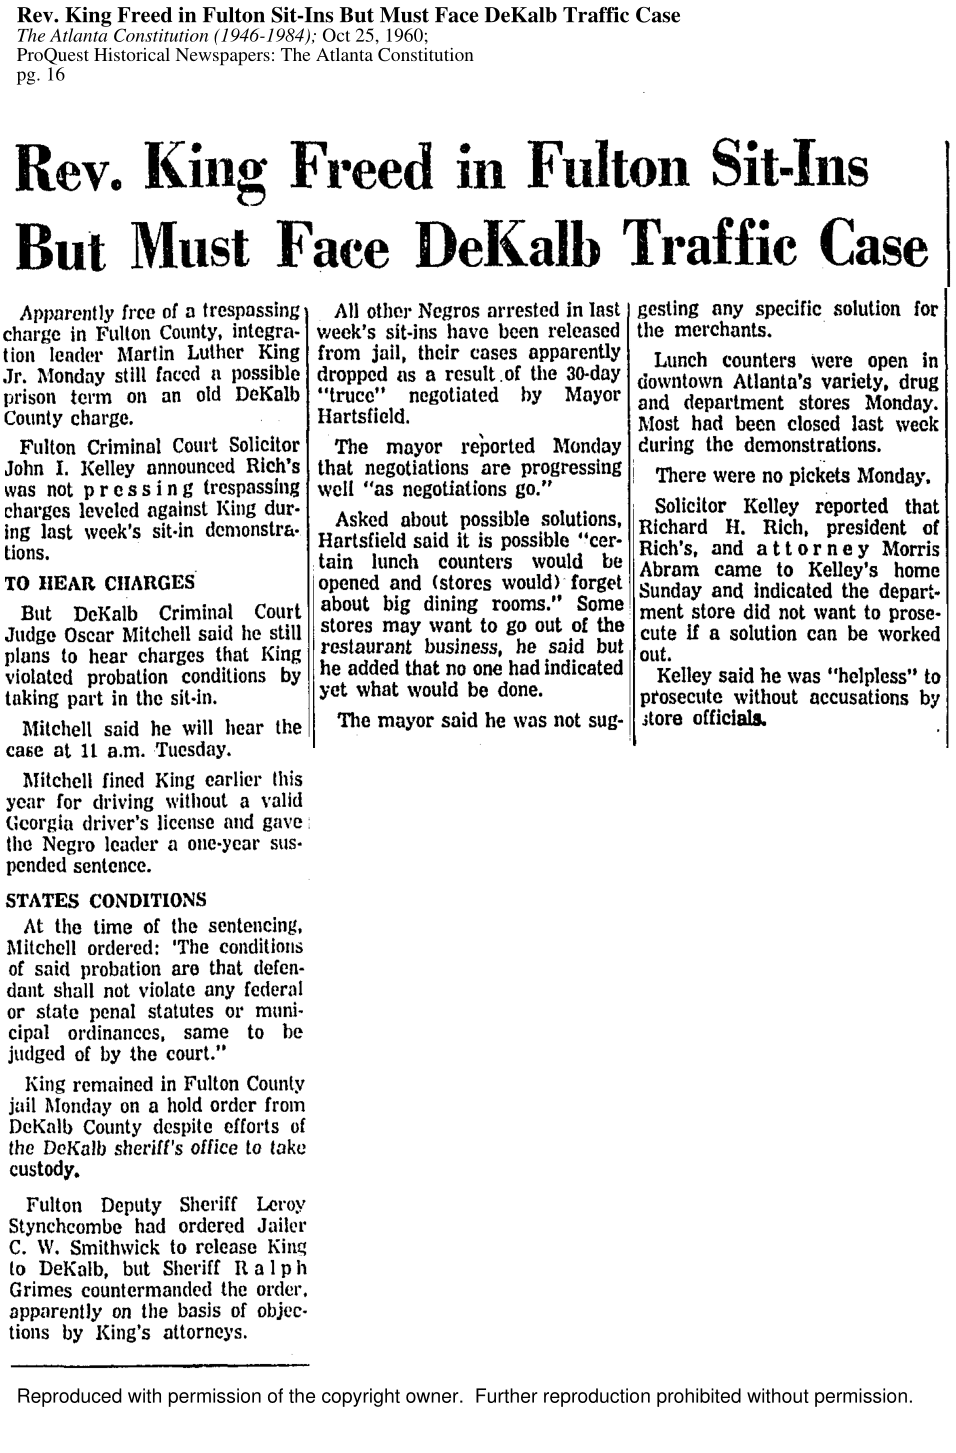 Rev. King Freed in Fulton Sit-Ins But Must Face DeKalb Traffic Case
The Atlanta Constitution (1946-1984); Oct 25, 1960;
ProQuest Historical Newspapers: The Atlanta Constitution
pg. 16
Rev. King Freed in Fulton Sit-Ins
But Must Face DeKalb Traffic Case
Apparently free of a trespassing
charge in Fulton County, integra-
tion leader Martin Luther King
Jr. Monday still faced a possible
prison term on an old DeKalb
County charge.
Fulton Criminal Court Solicitor
John I. Kelley announced Rich's
was not pressing trespassing
charges leveled against King dur-
ing last week's sit-in demonstra-
tions.
TO HEAR CHARGES
But DeKalb Criminal Court
Judge Oscar Mitchell said he still
plans to hear charges that King
violated probation conditions by
taking part in the sit-in.
Mitchell said he will hear the
case at 11 a.m. Tuesday.
Mitchell fined King earlier this
year for driving without a valid
Georgia driver's license and gave
the Negro leader a one-year sus-
pended sentence.
STATES CONDITIONS
At the time of the sentencing,
Mitchell ordered: 'The conditions
of said probation are that defen-
dant shall not violate any federal
or state penal statutes or muni-
cipal ordinances, same to be
judged of by the court."
King remained in Fulton County
jail Monday on a hold order from
DeKalb County despite efforts of
the DeKalb sheriff's office to take
custody.
Fulton Deputy Sheriff Leroy
Stynchcombe had ordered Jailer
C. W. Smithwick to release King
to DeKalb, but Sheriff Ralph
Grimes countermanded the order,
apparently on the basis of objec-
tions by King's attorneys.
All other Negros arrested in last
week's sit-ins have been released
from jail, their cases apparently
dropped as a result of the 30-day
"truce" negotiated by Mayor
Hartsfield.
The mayor reported Monday
that negotiations are progressing
well "as negotiations go."
Asked about possible solutions,
Hartsfield said it is possible "cer-
tain lunch counters would be
opened and (stores would) forget
about big dining rooms." Some
stores may want to go out of the
restaurant business, he said but
he added that no one had indicated
yet what would be done.
The mayor said he was not sug-
gesting any specific solution for
the merchants.
Lunch counters were open in
downtown Atlanta's variety, drug
and department stores Monday.
Most had been closed last week
during the demonstrations.
There were no pickets Monday.
Solicitor Kelley reported that
Richard H. Rich, president of
Rich's, and attorney Morris
Abram came to Kelley's home
Sunday and indicated the depart-
ment store did not want to prose-
cute if a solution can be worked
out.
Kelley said he was "helpless" to
prosecute without accusations by
store officials.
Reproduced with permission of the copyright owner. Further reproduction prohibited without permission.